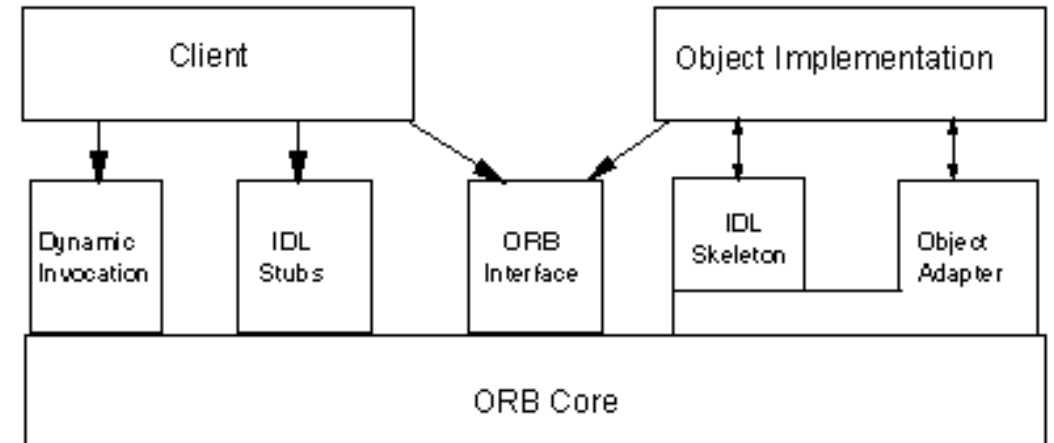 Client
Object Implementation
Dynamic
Invocation
IDL
Stubs
ORB
Interface
IDL
Skeleton
Object
Adapter
ORB Core